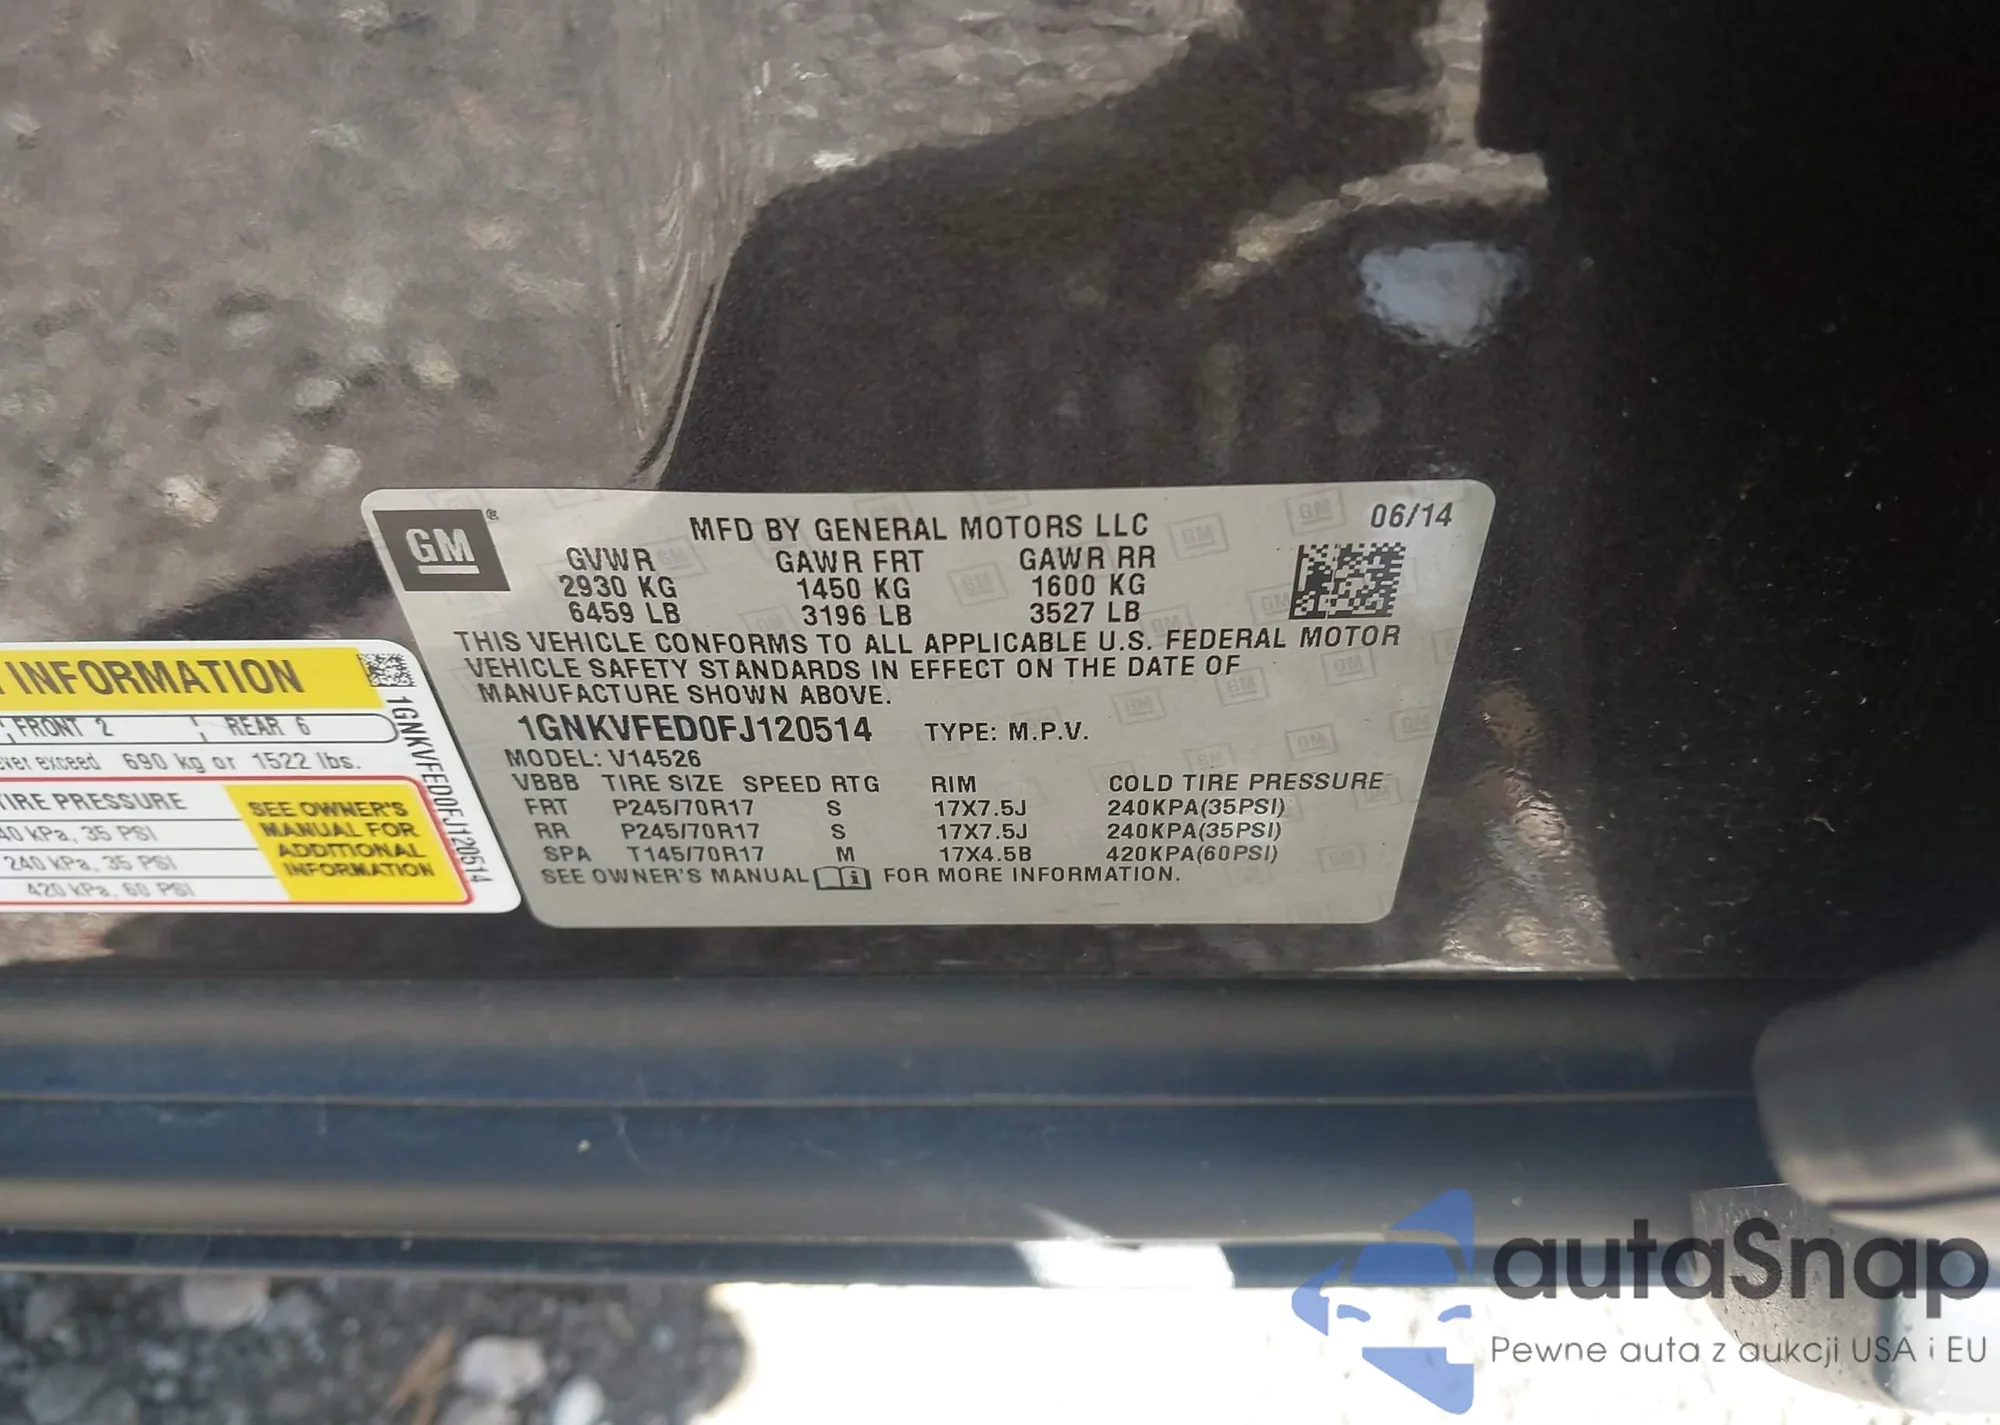 GM ®
MFD BY GENERAL MOTORS LLC 06/14
GVWR GAWR FRT GAWR RR
2930 KG 1450 KG 1600 KG
6459 LB 3196 LB 3527 LB
THIS VEHICLE CONFORMS TO ALL APPLICABLE U.S. FEDERAL MOTOR
VEHICLE SAFETY STANDARDS IN EFFECT ON THE DATE OF
MANUFACTURE SHOWN ABOVE.
1GNKVFED0FJ120514 TYPE: M.P.V.
MODEL: V14526
VBBB TIRE SIZE SPEED RTG RIM COLD TIRE PRESSURE
FRT P245/70R17 S 17X7.5J 240KPA(35PSI)
RR P245/70R17 S 17X7.5J 240KPA(35PSI)
SPA T145/70R17 M 17X4.5B 420KPA(60PSI)
SEE OWNER'S MANUAL FOR MORE INFORMATION.
INFORMATION
FRONT 2 REAR 6
exceed 690 kg or 1522 lbs.
TIRE PRESSURE
40 kPa, 35 PSI
240 kPa, 35 PSI
420 kPa, 60 PSI
SEE OWNER'S
MANUAL FOR
ADDITIONAL
INFORMATION
1GNKVFED0FJ120514
autaSnap
Pewne auta z aukcji USA i EU